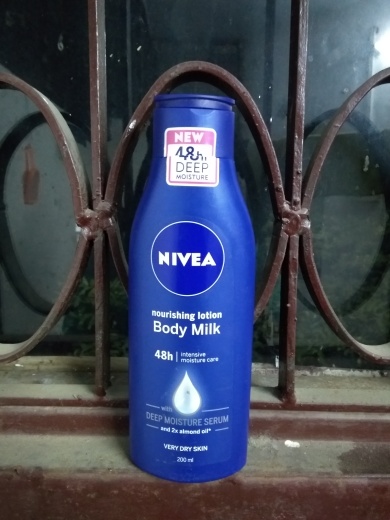 NEW
48h
DEEP
MOISTURE
NIVEA
nourishing lotion
Body Milk
48h intensive
moisture care
with
DEEP MOISTURE SERUM
and 2x almond oil*
VERY DRY SKIN
200 ml